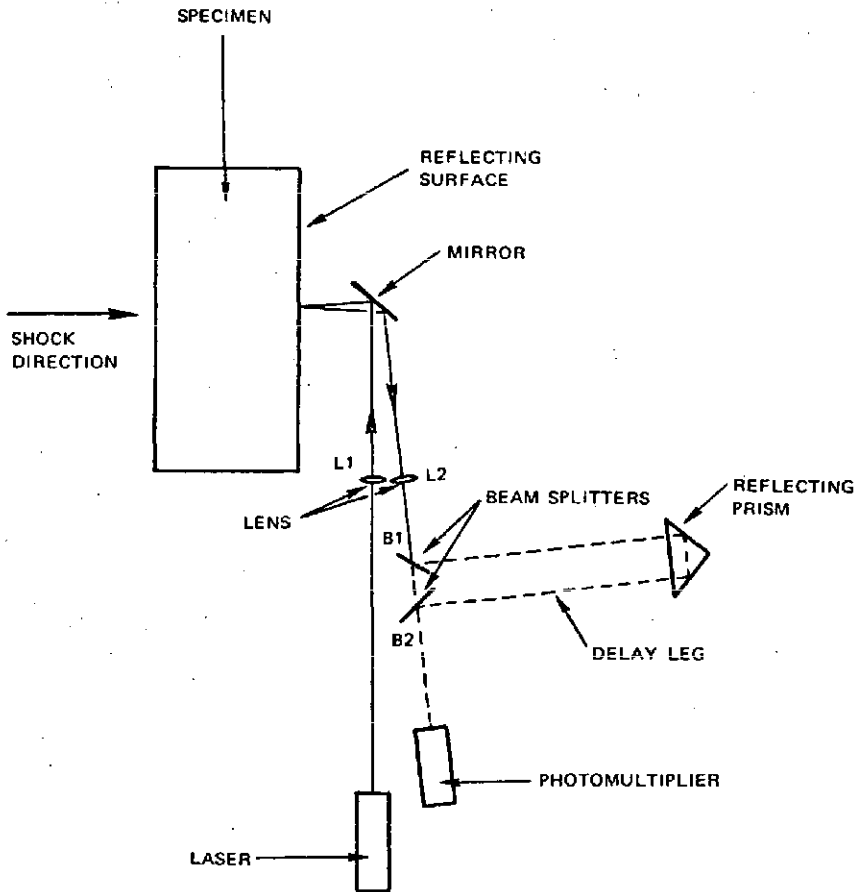 SPECIMEN
REFLECTING
SURFACE
MIRROR
SHOCK
DIRECTION
L1
L2
LENS
BEAM SPLITTERS
REFLECTING
PRISM
B1
B2
DELAY LEG
PHOTOMULTIPLIER
LASER